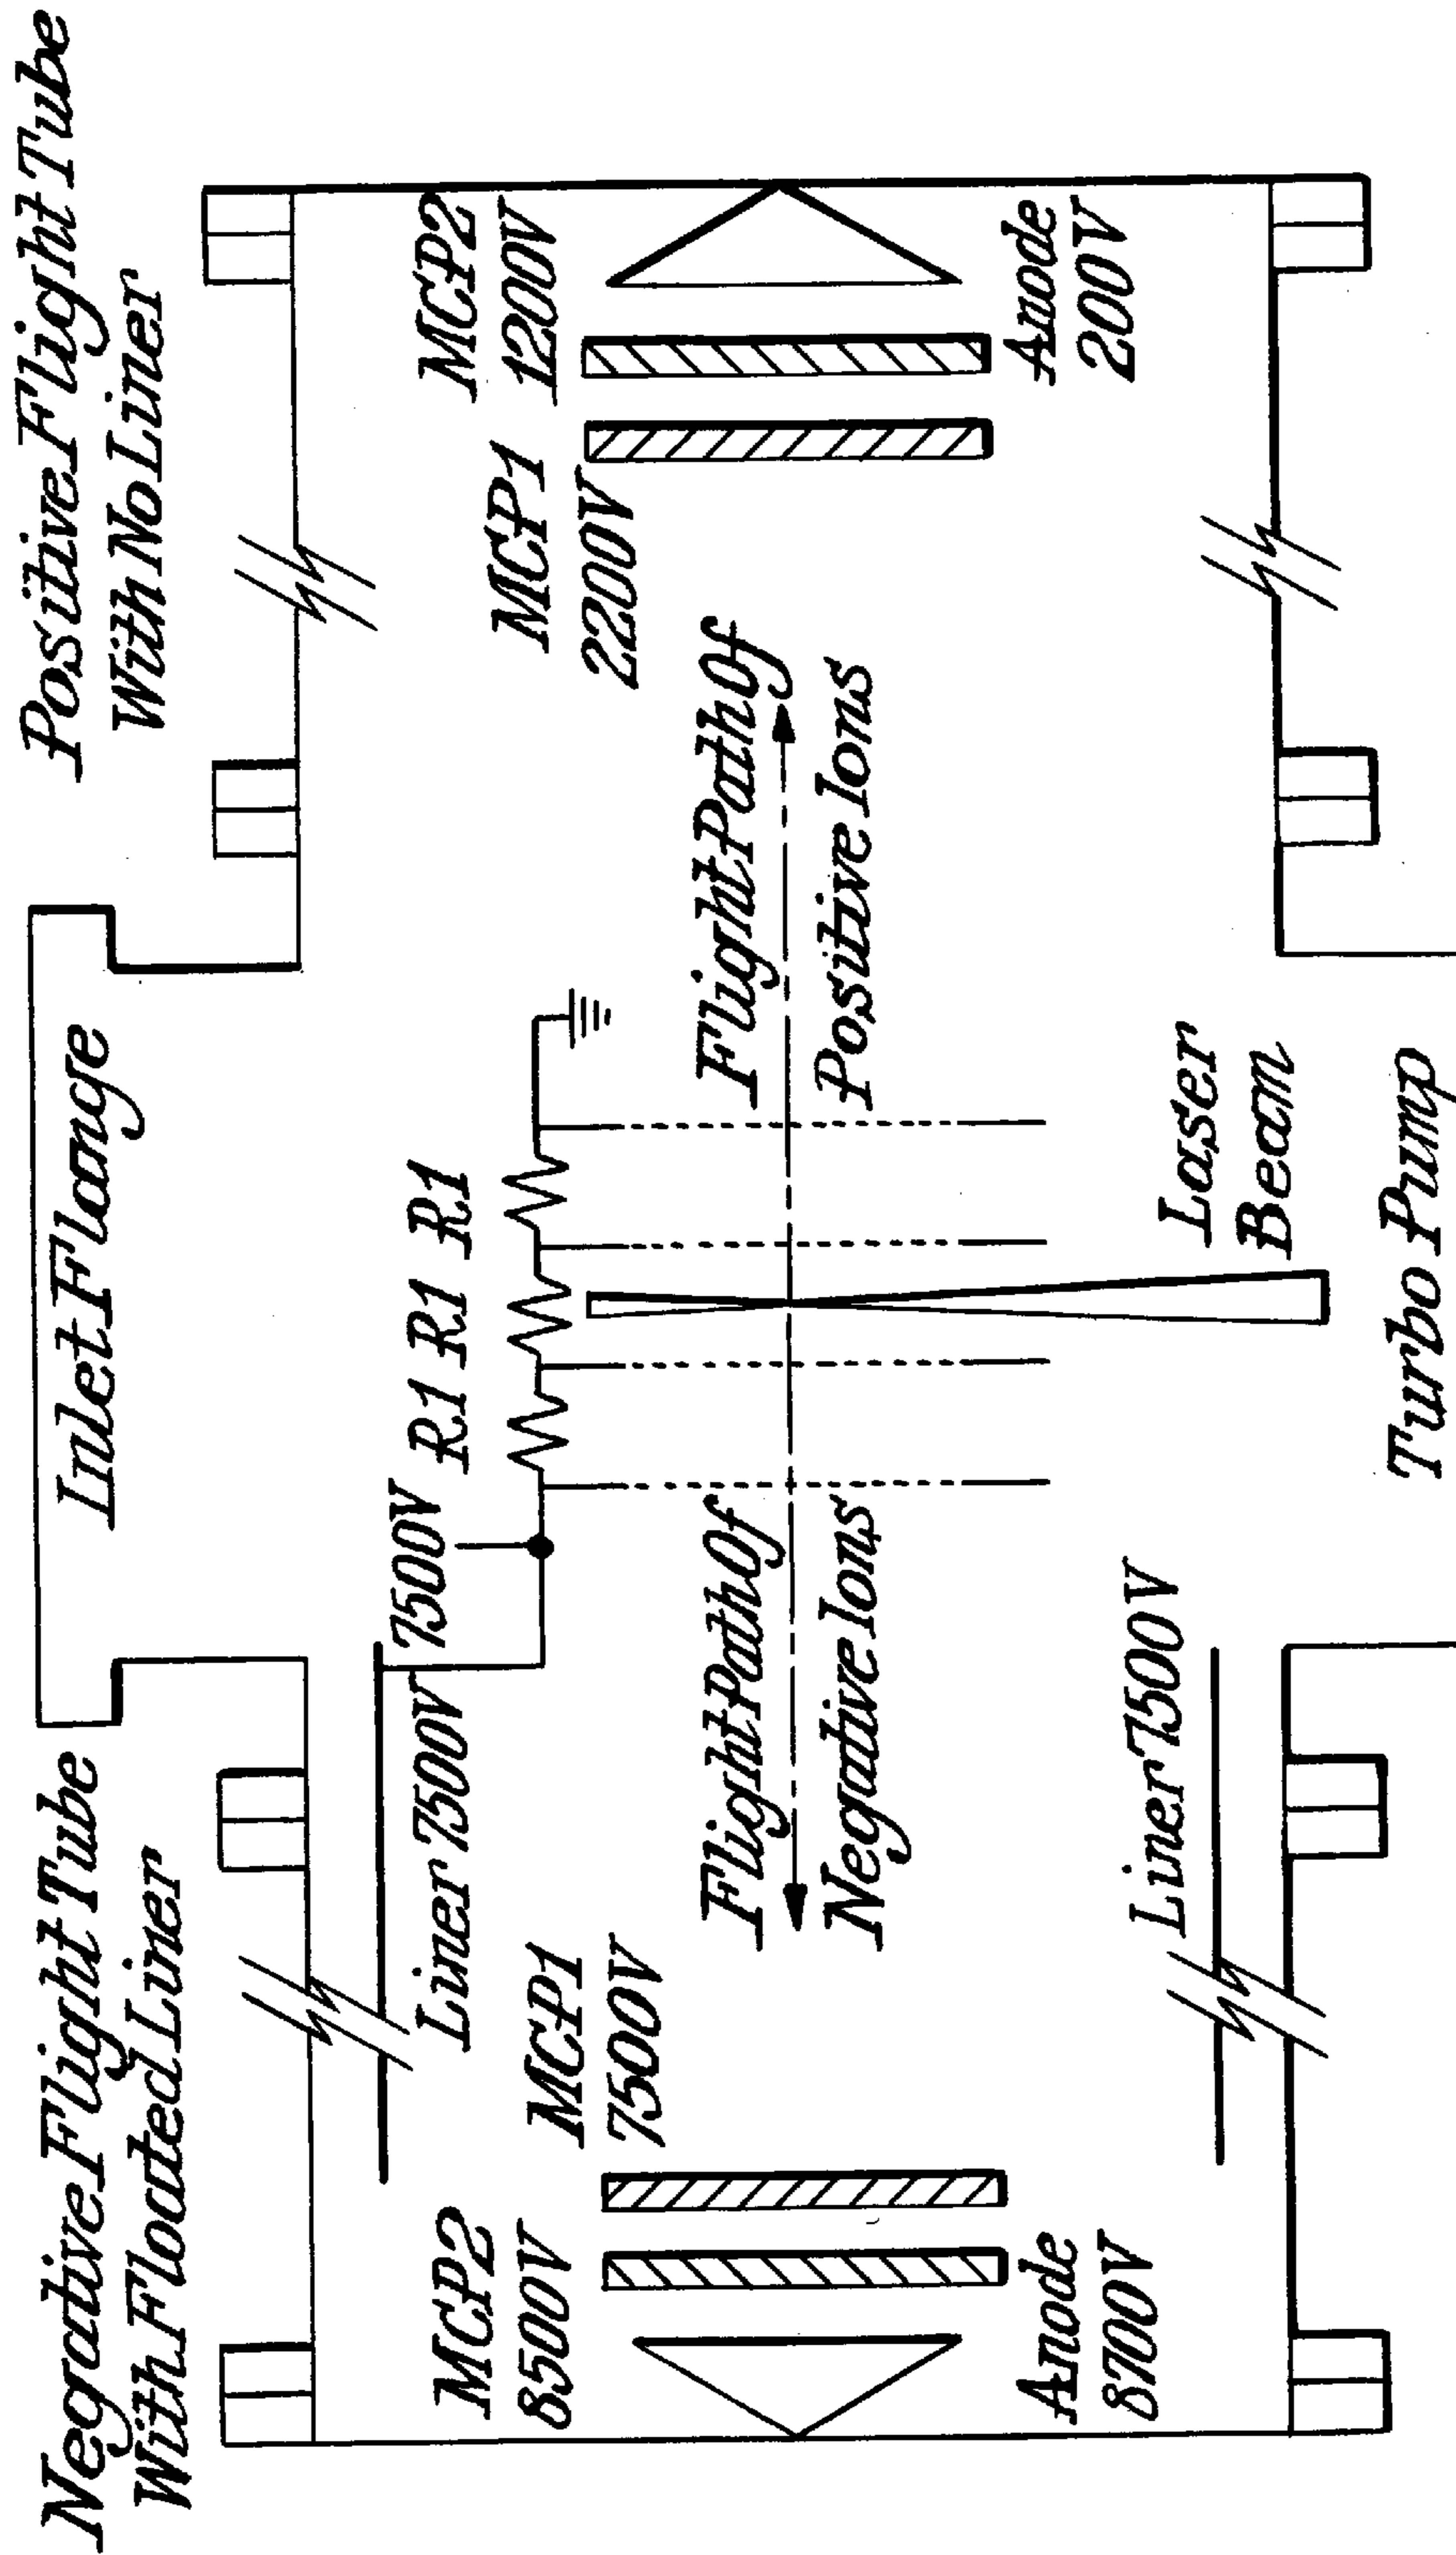 Negative Flight Tube
With Floated Liner
Inlet Flange
Positive Flight Tube
With No Liner
7500V
R1 R1 R1
Liner 7500V
MCP2
8500V
MCP1
7500V
MCP1
2200V
MCP2
1200V
Flight Path Of
Negative Ions
Flight Path Of
Positive Ions
Anode
8700V
Liner 7500V
Laser
Beam
Anode
200V
Turbo Pump